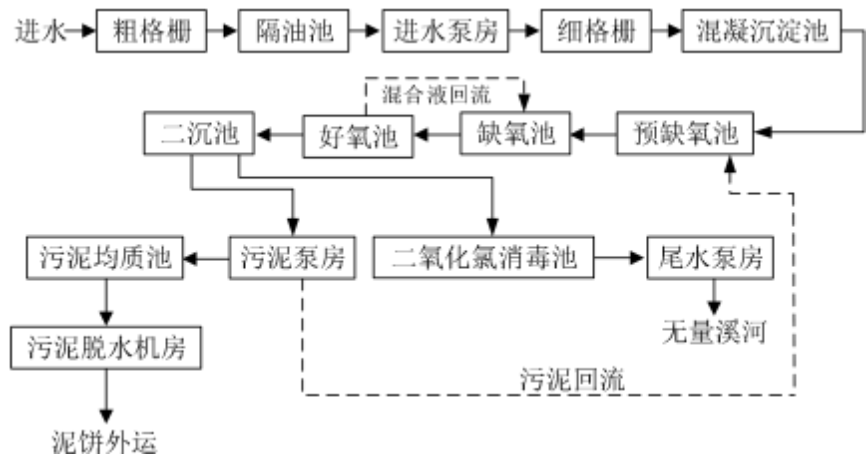 进水 粗格栅 隔油池 进水泵房 细格栅 混凝沉淀池
混合液回流
二沉池 好氧池 缺氧池 预缺氧池
污泥均质池 污泥泵房 二氧化氯消毒池 尾水泵房
无量溪河
污泥脱水机房
污泥回流
泥饼外运